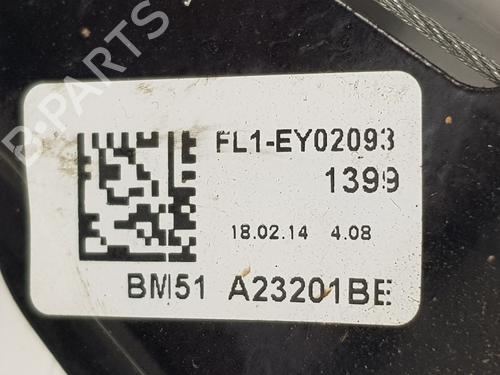 B-PARTS
FL1-EY02093
1399
18.02.14 4.08
BM51 A23201BE